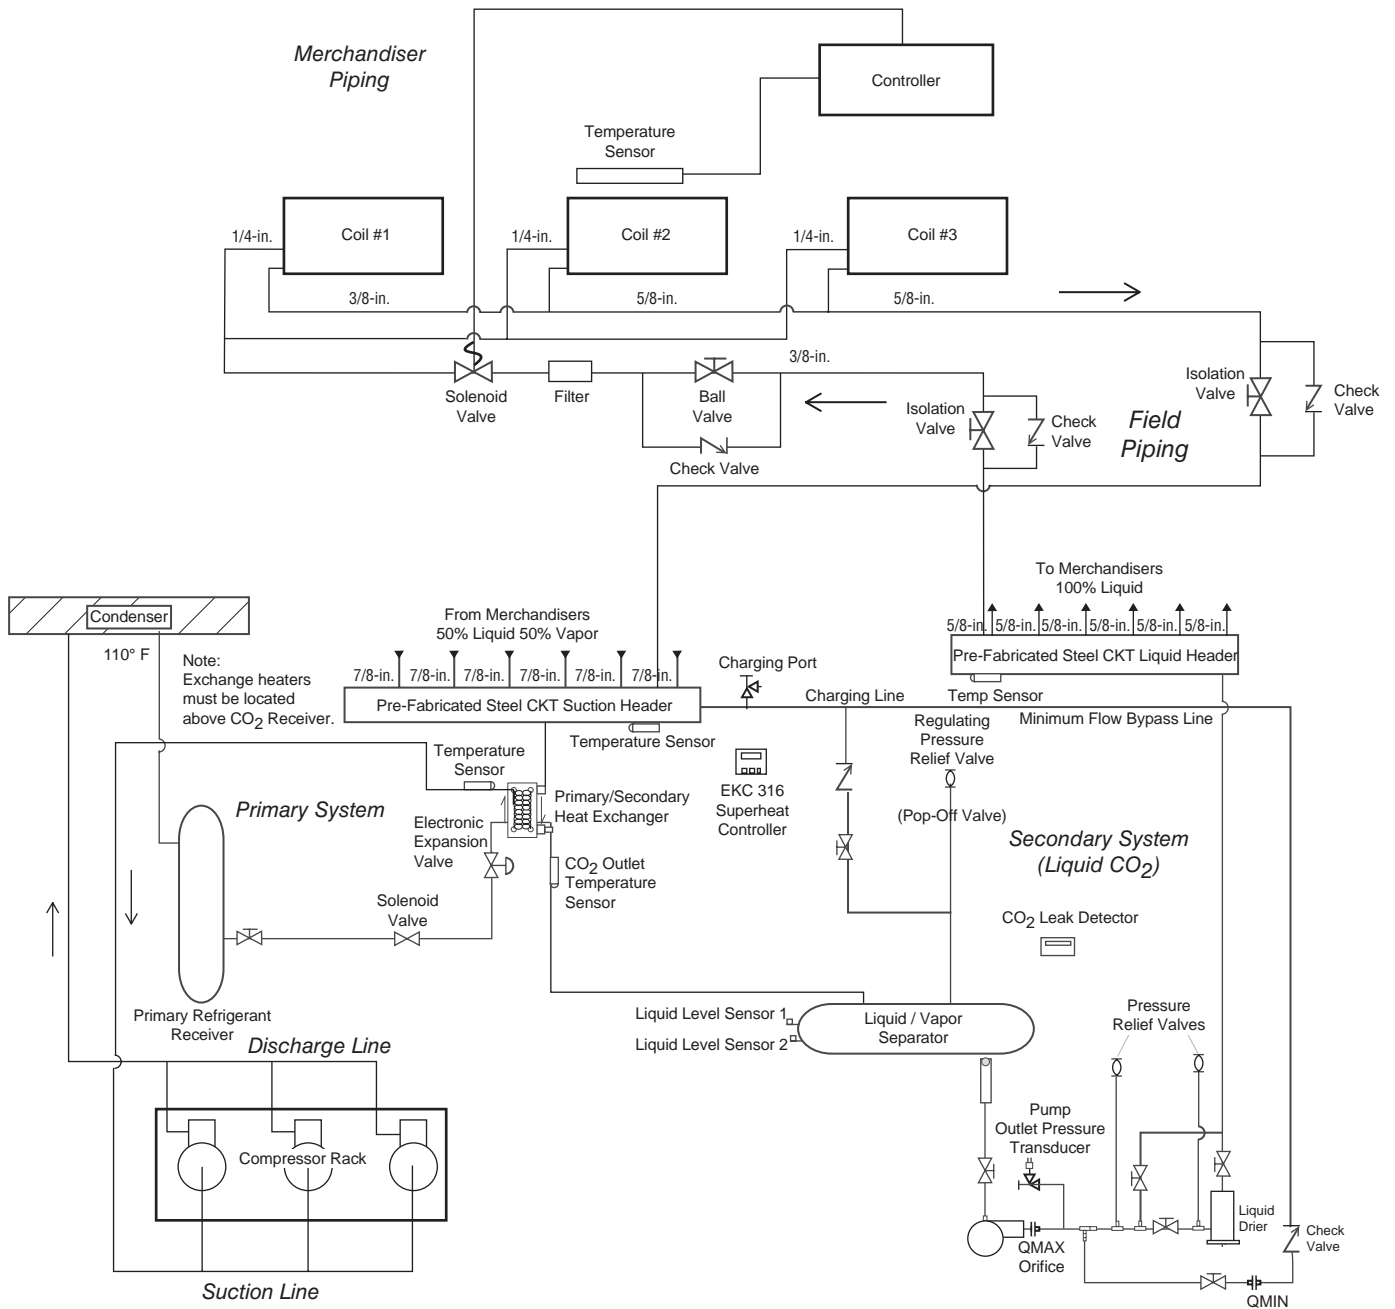 Merchandiser
Piping
Controller
Temperature
Sensor
1/4-in.
Coil #1
1/4-in.
Coil #2
1/4-in.
Coil #3
3/8-in.
5/8-in.
5/8-in.
3/8-in.
Solenoid
Valve
Filter
Ball
Valve
Check Valve
Isolation
Valve
Check
Valve
Field
Piping
Isolation
Valve
Check
Valve
To Merchandisers
100% Liquid
5/8-in.
5/8-in.
5/8-in.
5/8-in.
5/8-in.
5/8-in.
Pre-Fabricated Steel CKT Liquid Header
Temp Sensor
Condenser
110° F
Note:
Exchange heaters
must be located
above CO2 Receiver.
From Merchandisers
50% Liquid 50% Vapor
7/8-in.
7/8-in.
7/8-in.
7/8-in.
7/8-in.
7/8-in.
Pre-Fabricated Steel CKT Suction Header
Temperature Sensor
Charging Port
Charging Line
Minimum Flow Bypass Line
Regulating
Pressure
Relief Valve
(Pop-Off Valve)
Temperature
Sensor
Primary System
Primary/Secondary
Heat Exchanger
Electronic
Expansion
Valve
EKC 316
Superheat
Controller
CO2 Outlet
Temperature
Sensor
Solenoid
Valve
Secondary System
(Liquid CO2)
CO2 Leak Detector
Primary Refrigerant
Receiver
Liquid Level Sensor 1
Liquid Level Sensor 2
Liquid / Vapor
Separator
Pressure
Relief Valves
Discharge Line
Compressor Rack
Suction Line
Pump
Outlet Pressure
Transducer
QMAX
Orifice
Liquid
Drier
Check
Valve
QMIN